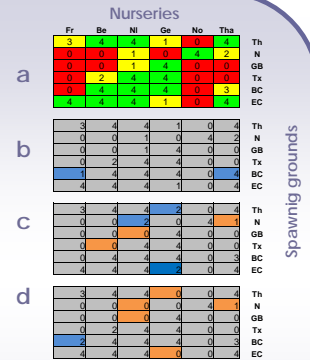 Nurseries
Fr Be Nl Ge No Tha
a
3 4 4 1 0 4 Th
0 0 1 0 4 2 N
0 0 1 4 0 0 GB
0 2 4 4 0 0 Tx
0 4 4 4 0 3 BC
4 4 4 1 0 4 EC
b
3 4 4 1 0 4 Th
0 0 1 0 4 2 N
0 0 1 4 0 0 GB
0 2 4 4 0 0 Tx
1 4 4 4 0 4 BC
4 4 4 1 0 4 EC
c
3 4 4 2 0 4 Th
0 0 2 0 4 1 N
0 0 0 4 0 0 GB
0 0 4 4 0 0 Tx
0 4 4 4 0 3 BC
4 4 4 2 0 4 EC
d
3 4 4 0 0 4 Th
0 0 0 0 4 1 N
0 0 0 4 0 0 GB
0 2 4 4 0 0 Tx
2 4 4 4 0 3 BC
4 4 4 0 0 4 EC
Spawnig grounds